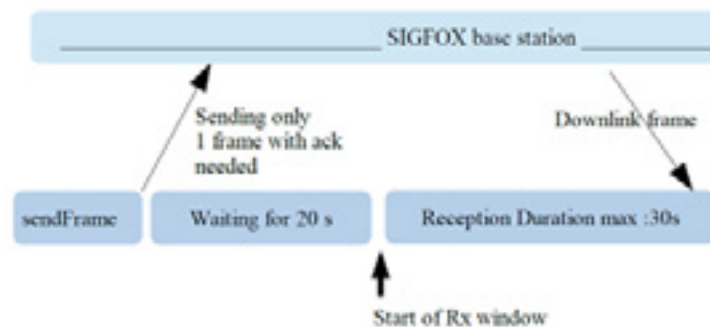 SIGFOX base station
Sending only
1 frame with ack
needed
Downlink frame
sendFrame
Waiting for 20 s
Reception Duration max :30s
Start of Rx window